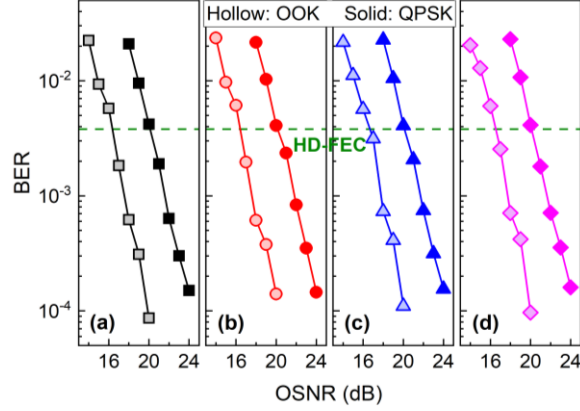 Hollow: OOK Solid: QPSK
10⁻²
10⁻³
10⁻⁴
BER
HD-FEC
(a) (b) (c) (d)
16 20 24 16 20 24 16 20 24 16 20 24
OSNR (dB)